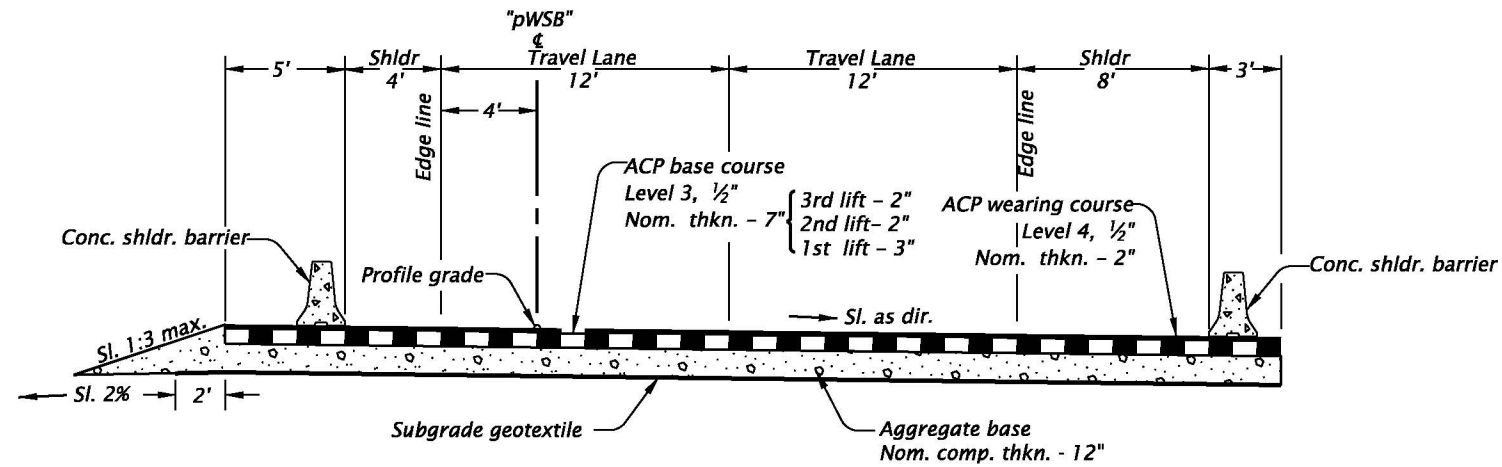 "pWSB"
℄
5'
Shldr
4'
Travel Lane
12'
Travel Lane
12'
Shldr
8'
3'
4'
Edge line
Edge line
ACP base course
Level 3, ½"
Nom. thkn. – 7"
3rd lift – 2"
2nd lift– 2"
1st lift – 3"
ACP wearing course
Level 4, ½"
Nom. thkn. – 2"
Conc. shldr. barrier
Profile grade
Conc. shldr. barrier
Sl. 1:3 max.
Sl. as dir.
Sl. 2%
2'
Subgrade geotextile
Aggregate base
Nom. comp. thkn. - 12"